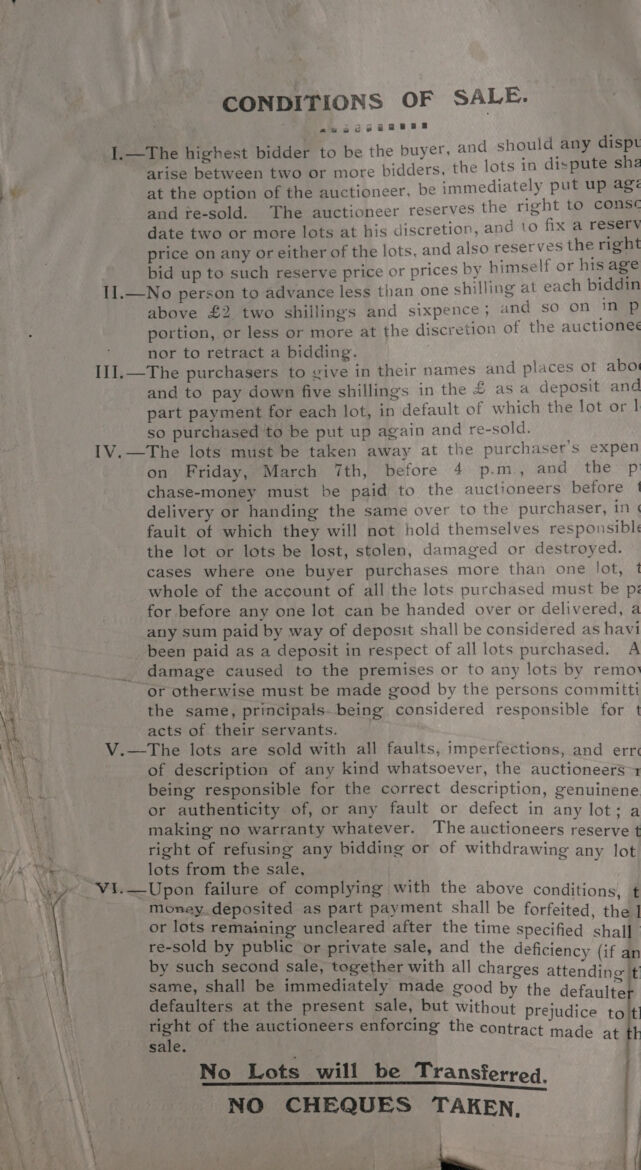 CONDITIONS OF SALE.
I.—The highest bidder to be the buyer, and should any dispu
arise between two or more bidders, the lots in dispute sha
at the option of the auctioneer, be immediately put up aga
and re-sold. The auctioneer reserves the right to conso
date two or more lots at his discretion, and to fix a reserv
price on any or either of the lots, and also reserves the right
bid up to such reserve price or prices by himself or his age
II.—No person to advance less than one shilling at each biddin
above £2 two shillings and sixpence; and so on in p
portion, or less or more at the discretion of the auctionee
nor to retract a bidding.
III.—The purchasers to give in their names and places of abo
and to pay down five shillings in the £ as a deposit and
part payment for each lot, in default of which the lot or l
so purchased to be put up again and re-sold.
IV.—The lots must be taken away at the purchaser's expen
on Friday, March 7th, before 4 p.m., and the p
chase-money must be paid to the auctioneers before t
delivery or handing the same over to the purchaser, in
fault of which they will not hold themselves responsible
the lot or lots be lost, stolen, damaged or destroyed.
cases where one buyer purchases more than one lot, t
whole of the account of all the lots purchased must be pa
for before any one lot can be handed over or delivered, a
any sum paid by way of deposit shall be considered as havi
been paid as a deposit in respect of all lots purchased. A
damage caused to the premises or to any lots by remov
or otherwise must be made good by the persons committi
the same, principals being considered responsible for t
acts of their servants.
V.—The lots are sold with all faults, imperfections, and erro
of description of any kind whatsoever, the auctioneers
being responsible for the correct description, genuinene
or authenticity of, or any fault or defect in any lot; a
making no warranty whatever. The auctioneers reserve t
right of refusing any bidding or of withdrawing any lot
lots from the sale.
VI.—Upon failure of complying with the above conditions, t
money deposited as part payment shall be forfeited, the l
or lots remaining uncleared after the time specified shall
re-sold by public or private sale, and the deficiency (if an
by such second sale, together with all charges attending t
same, shall be immediately made good by the defaulter
defaulters at the present sale, but without prejudice to t
right of the auctioneers enforcing the contract made at th
sale.
No Lots will be Transferred.
NO CHEQUES TAKEN.